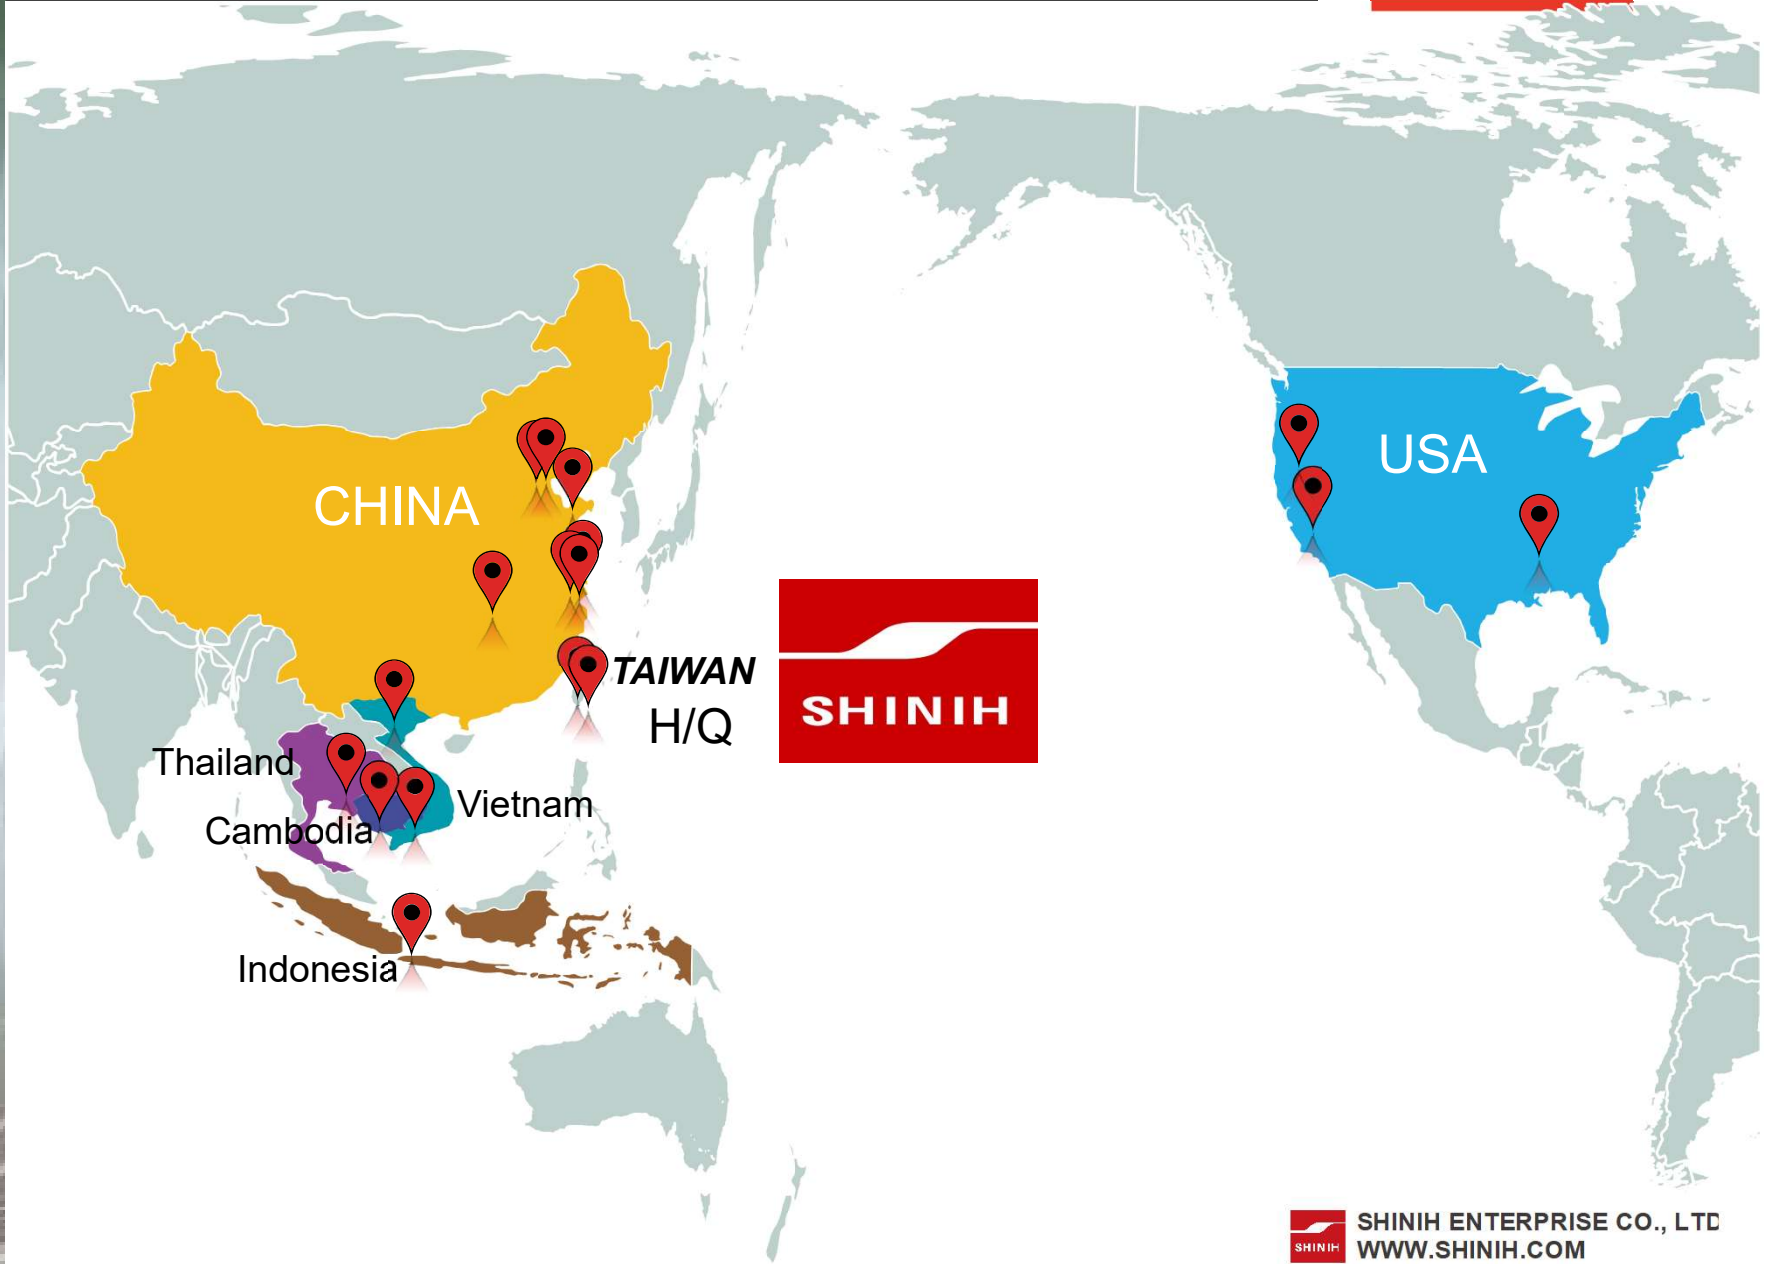 USA
CHINA
TAIWAN
H/Q
SHINIH
Thailand
Vietnam
Cambodia
Indonesia
SHINIH
SHINIH ENTERPRISE CO., LTD
WWW.SHINIH.COM